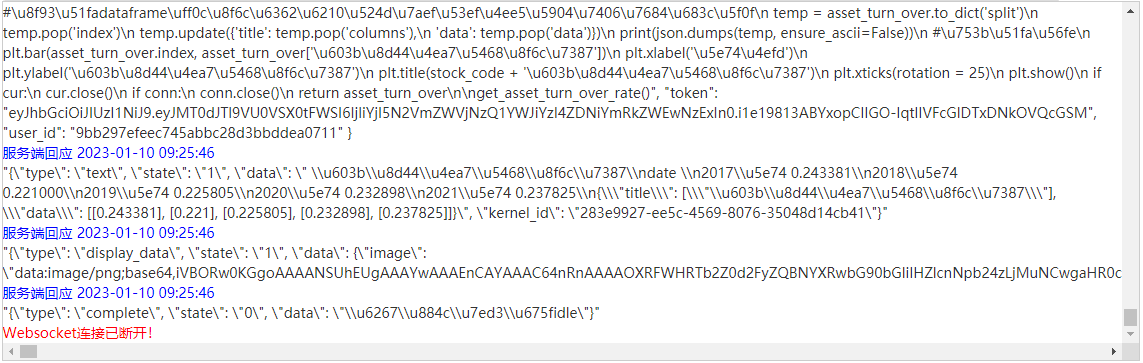 #\u8f93\u51fadataframe\uff0c\u8f6c\u6362\u6210\u524d\u7aef\u53ef\u4ee5\u5904\u7406\u7684\u683c\u5f0f\n temp = asset_turn_over.to_dict('split')\n
temp.pop('index')\n temp.update({'title': temp.pop('columns'),\n 'data': temp.pop('data')})\n print(json.dumps(temp, ensure_ascii=False))\n #\u753b\u51fa\u56fe\n
plt.bar(asset_turn_over.index, asset_turn_over['\u603b\u8d44\u4ea7\u5468\u8f6c\u7387'])\n plt.xlabel('\u5e74\u4efd')\n
plt.ylabel('\u603b\u8d44\u4ea7\u5468\u8f6c\u7387')\n plt.title(stock_code + '\u603b\u8d44\u4ea7\u5468\u8f6c\u7387')\n plt.xticks(rotation = 25)\n plt.show()\n if
cur:\n cur.close()\n if conn:\n conn.close()\n return asset_turn_over\n\nget_asset_turn_over_rate()", "token":
"user_id": "9bb297efeec745abbc28d3bbddea0711" }
服务端回应 2023-01-10 09:25:46
"{\"type\": \"text\", \"state\": \"1\", \"data\": \" \\u603b\\u8d44\\u4ea7\\u5468\\u8f6c\\u7387\\ndate \\n2017\\u5e74 0.243381\\n2018\\u5e74
0.221000\\n2019\\u5e74 0.225805\\n2020\\u5e74 0.232898\\n2021\\u5e74 0.237825\\n{\\\"title\\\": [\\\"\\u603b\\u8d44\\u4ea7\\u5468\\u8f6c\\u7387\\\"],
\\\"data\\\": [[0.243381], [0.221], [0.225805], [0.232898], [0.237825]]}\", \"kernel_id\": \"283e9927-ee5c-4569-8076-35048d14cb41\"}"
服务端回应 2023-01-10 09:25:46
"{\"type\": \"display_data\", \"state\": \"1\", \"data\": {\"image\":
服务端回应 2023-01-10 09:25:46
"{\"type\": \"complete\", \"state\": \"0\", \"data\": \"\\u6267\\u884c\\u7ed3\\u675fidle\"}"
Websocket连接已断开!